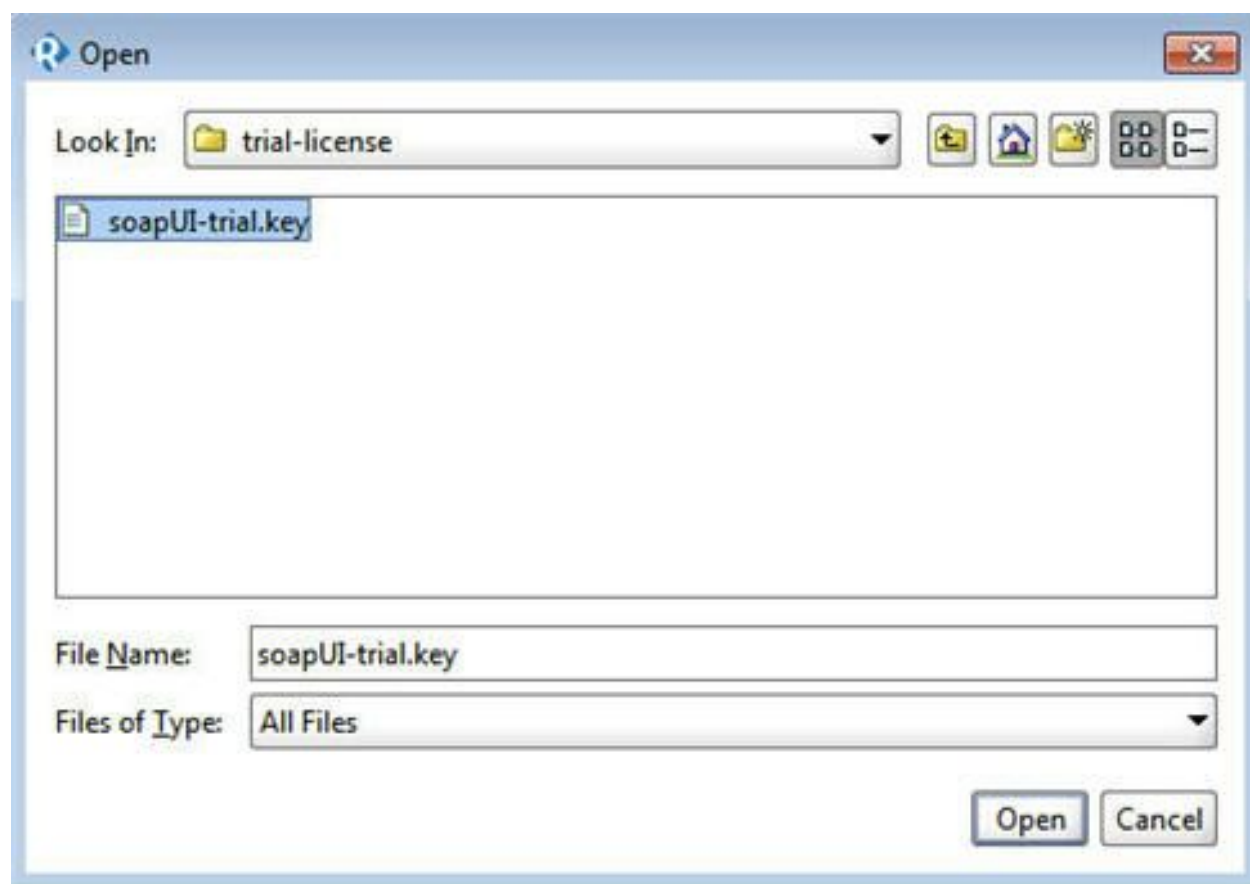 Open
Look In: trial-license
soapUI-trial.key
File Name: soapUI-trial.key
Files of Type: All Files
Open Cancel